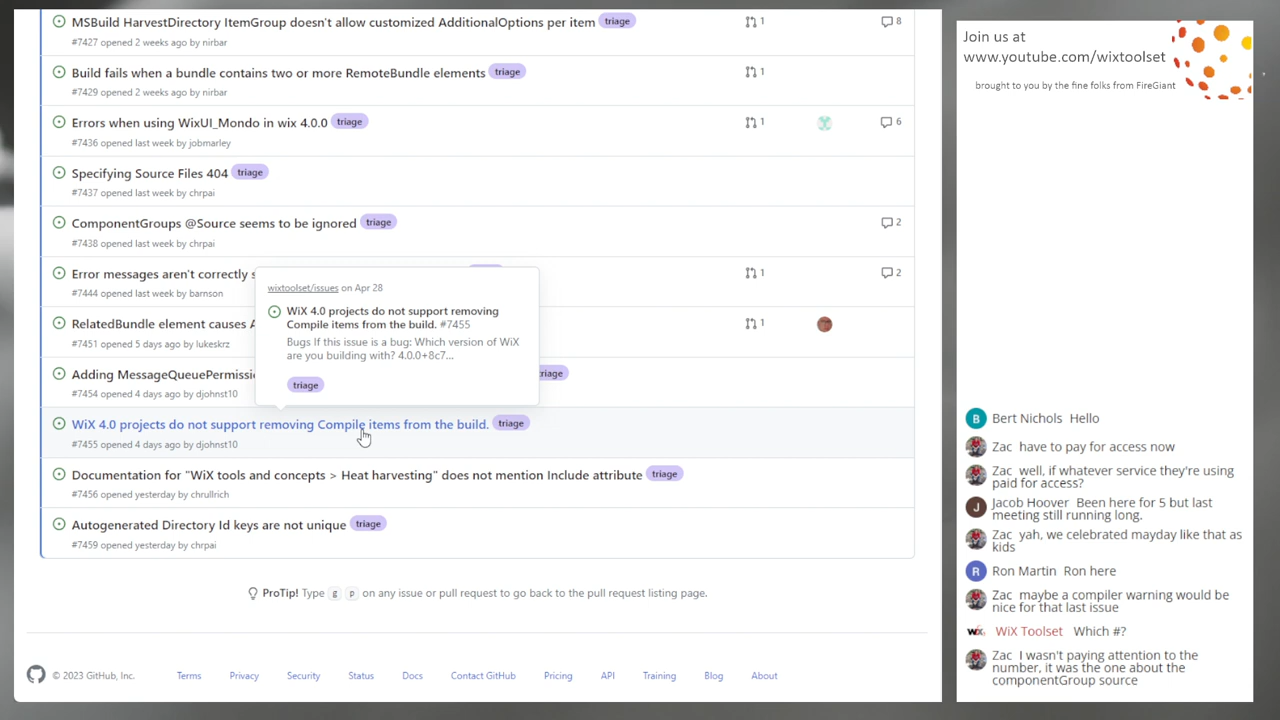 MSBuild HarvestDirectory ItemGroup doesn't allow customized AdditionalOptions per item triage 1 8
#7427 opened 2 weeks ago by nirbar
Build fails when a bundle contains two or more RemoteBundle elements triage 1
#7429 opened 2 weeks ago by nirbar
Errors when using WixUI_Mondo in wix 4.0.0 triage 1 6
#7436 opened last week by jobmarley
Specifying Source Files 404 triage
#7437 opened last week by chrpai
ComponentGroups @Source seems to be ignored triage 2
#7438 opened last week by chrpai
Error messages aren't correctly s 1 2
#7444 opened last week by barnson
RelatedBundle element causes A 1
#7451 opened 5 days ago by lukeskrz
Adding MessageQueuePermissi triage
#7454 opened 4 days ago by djohnst10
wixtoolset/issues on Apr 28
WiX 4.0 projects do not support removing
Compile items from the build. #7455
Bugs If this issue is a bug: Which version of WiX
are you building with? 4.0.0+8c7...
triage
WiX 4.0 projects do not support removing Compile items from the build. triage
#7455 opened 4 days ago by djohnst10
Documentation for "WiX tools and concepts > Heat harvesting" does not mention Include attribute triage
#7456 opened yesterday by chrullrich
Autogenerated Directory Id keys are not unique triage
#7459 opened yesterday by chrpai
ProTip! Type g p on any issue or pull request to go back to the pull request listing page.
© 2023 GitHub, Inc. Terms Privacy Security Status Docs Contact GitHub Pricing API Training Blog About
Join us at
www.youtube.com/wixtoolset
brought to you by the fine folks from FireGiant
B Bert Nichols Hello
Zac have to pay for access now
Zac well, if whatever service they're using
paid for access?
J Jacob Hoover Been here for 5 but last
meeting still running long.
Zac yah, we celebrated mayday like that as
kids
R Ron Martin Ron here
Zac maybe a compiler warning would be
nice for that last issue
WiX WiX Toolset Which #?
Zac I wasn't paying attention to the
number, it was the one about the
componentGroup source